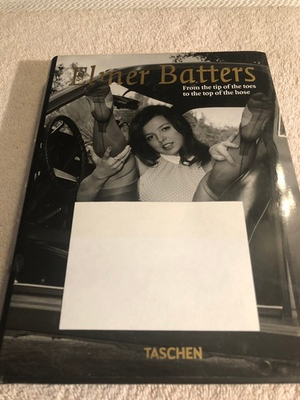 Elmer Batters
From the tip of the toes
to the top of the hose
TASCHEN